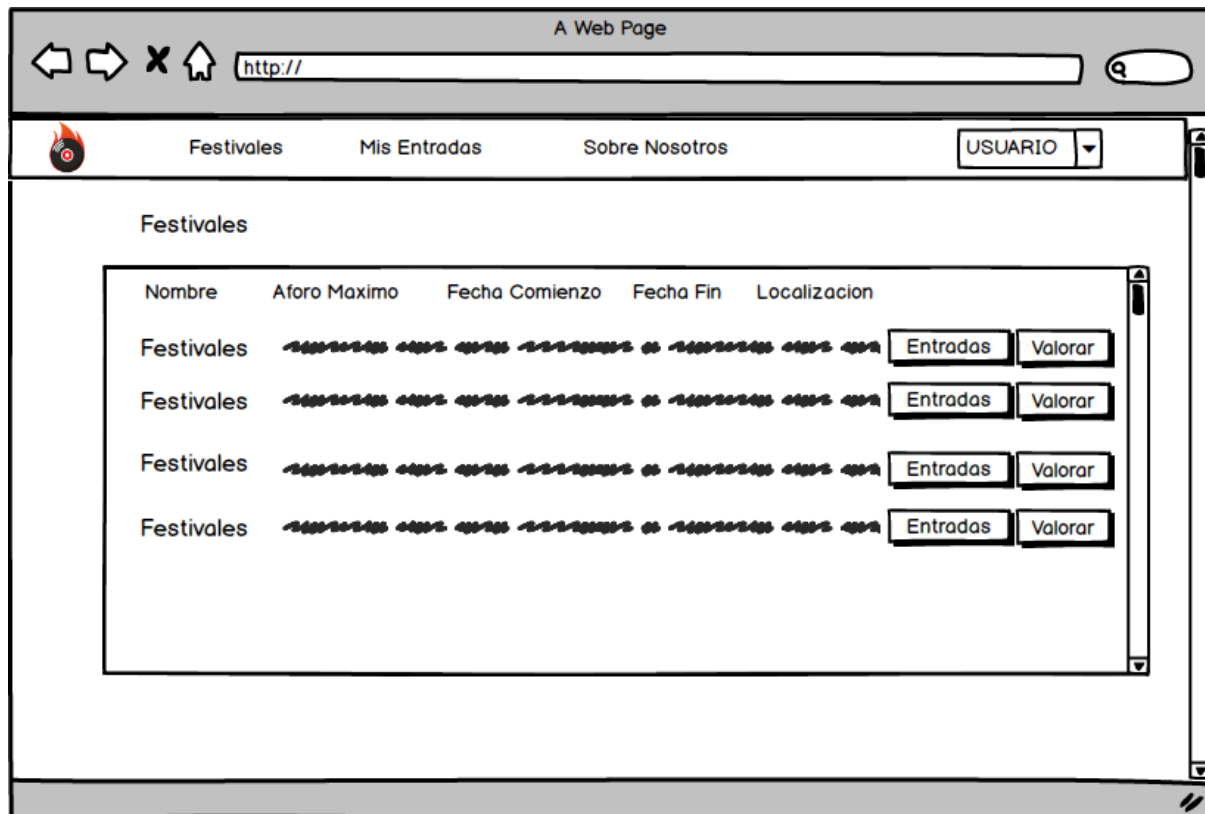 A Web Page
http://
Festivales Mis Entradas Sobre Nosotros USUARIO
Festivales
Nombre Aforo Maximo Fecha Comienzo Fecha Fin Localizacion
Festivales Entradas Valorar
Festivales Entradas Valorar
Festivales Entradas Valorar
Festivales Entradas Valorar